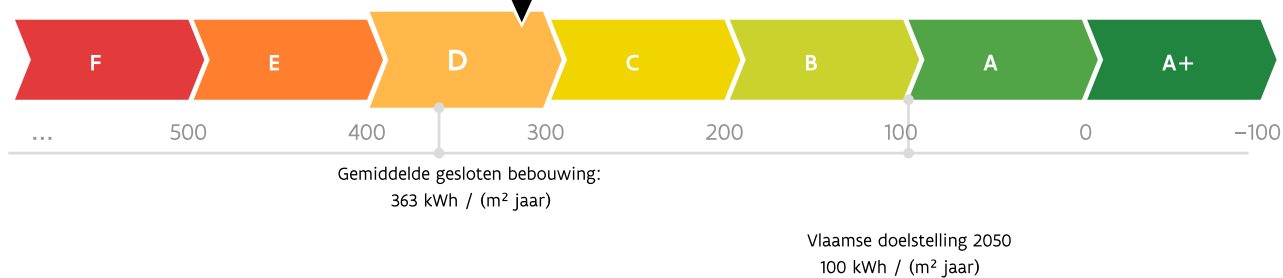 F E D C B A A+
... 500 400 300 200 100 0 −100
Gemiddelde gesloten bebouwing:
363 kWh / (m² jaar)
Vlaamse doelstelling 2050
100 kWh / (m² jaar)